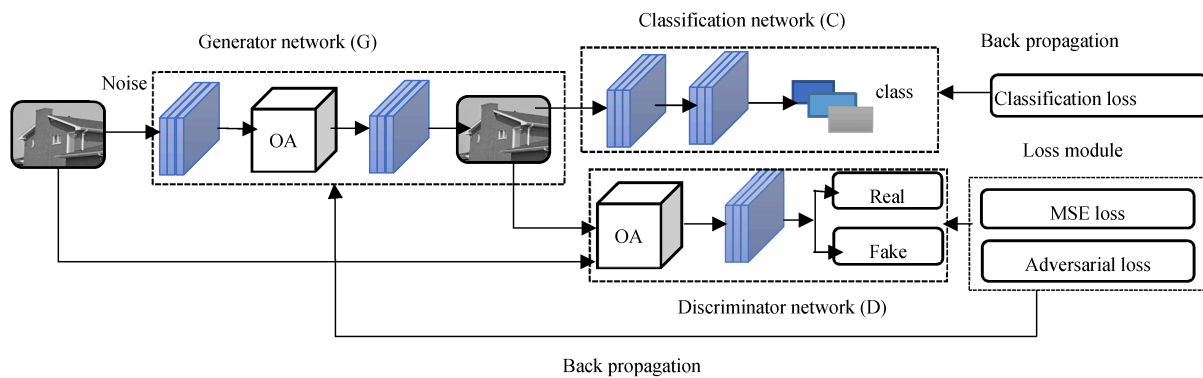 Classification network (C)
Generator network (G)
Back propagation
Noise
class
Classification loss
OA
Loss module
Real
MSE loss
OA
Fake
Adversarial loss
Discriminator network (D)
Back propagation